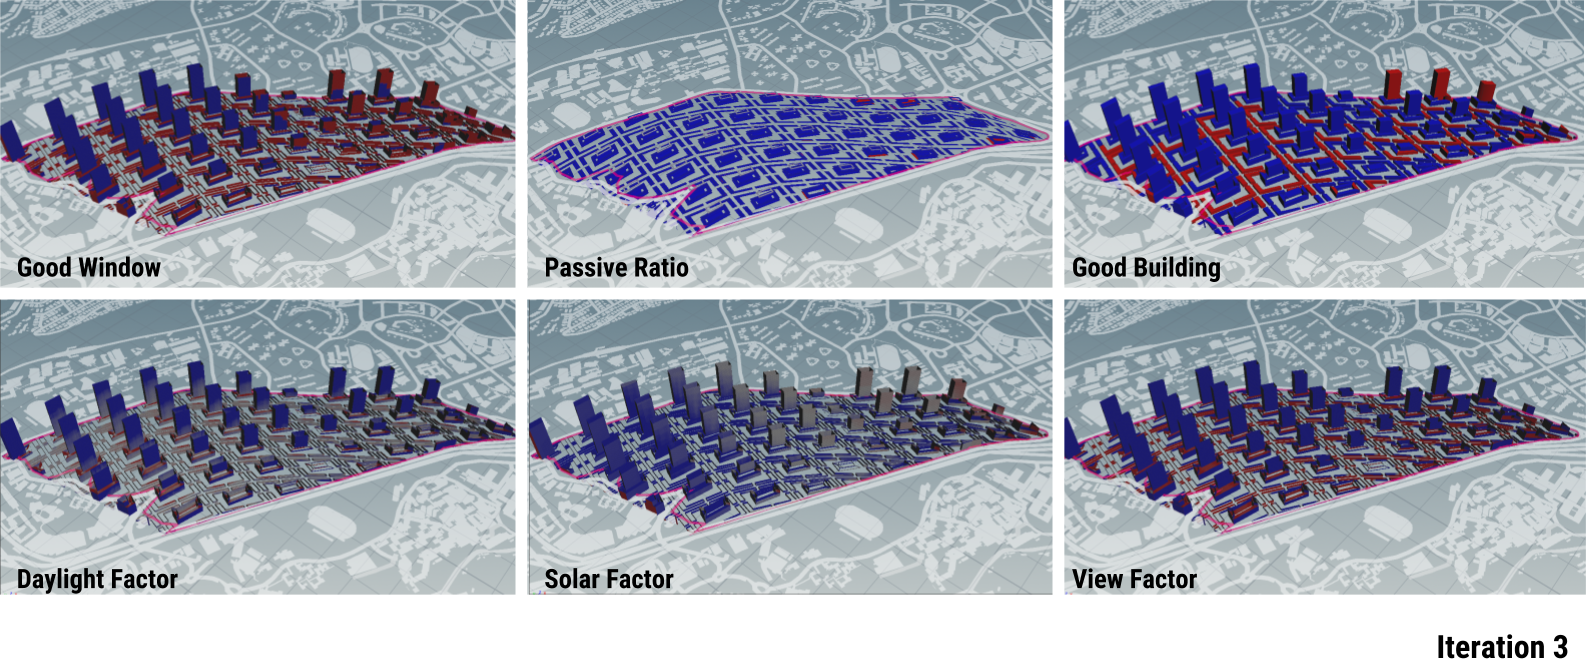 Good Window
Passive Ratio
Good Building
Daylight Factor
Solar Factor
View Factor
Iteration 3